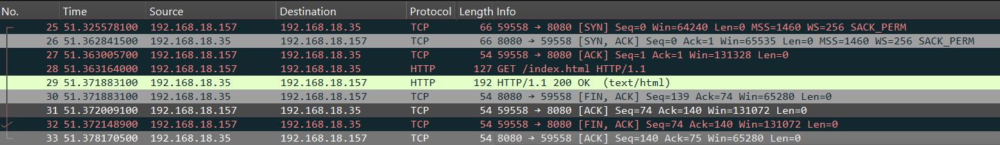 No. Time Source Destination Protocol Length Info
25 51.325578100 192.168.18.157 192.168.18.35 TCP 66 59558 → 8080 [SYN] Seq=0 Win=64240 Len=0 MSS=1460 WS=256 SACK_PERM
26 51.362841500 192.168.18.35 192.168.18.157 TCP 66 8080 → 59558 [SYN, ACK] Seq=0 Ack=1 Win=65535 Len=0 MSS=1460 WS=256 SACK_PERM
27 51.363005700 192.168.18.157 192.168.18.35 TCP 54 59558 → 8080 [ACK] Seq=1 Ack=1 Win=131328 Len=0
28 51.363164000 192.168.18.157 192.168.18.35 HTTP 127 GET /index.html HTTP/1.1
29 51.371883100 192.168.18.35 192.168.18.157 HTTP 192 HTTP/1.1 200 OK (text/html)
30 51.371883100 192.168.18.35 192.168.18.157 TCP 54 8080 → 59558 [FIN, ACK] Seq=139 Ack=74 Win=65280 Len=0
31 51.372009100 192.168.18.157 192.168.18.35 TCP 54 59558 → 8080 [ACK] Seq=74 Ack=140 Win=131072 Len=0
32 51.372148900 192.168.18.157 192.168.18.35 TCP 54 59558 → 8080 [FIN, ACK] Seq=74 Ack=140 Win=131072 Len=0
33 51.378170500 192.168.18.35 192.168.18.157 TCP 54 8080 → 59558 [ACK] Seq=140 Ack=75 Win=65280 Len=0